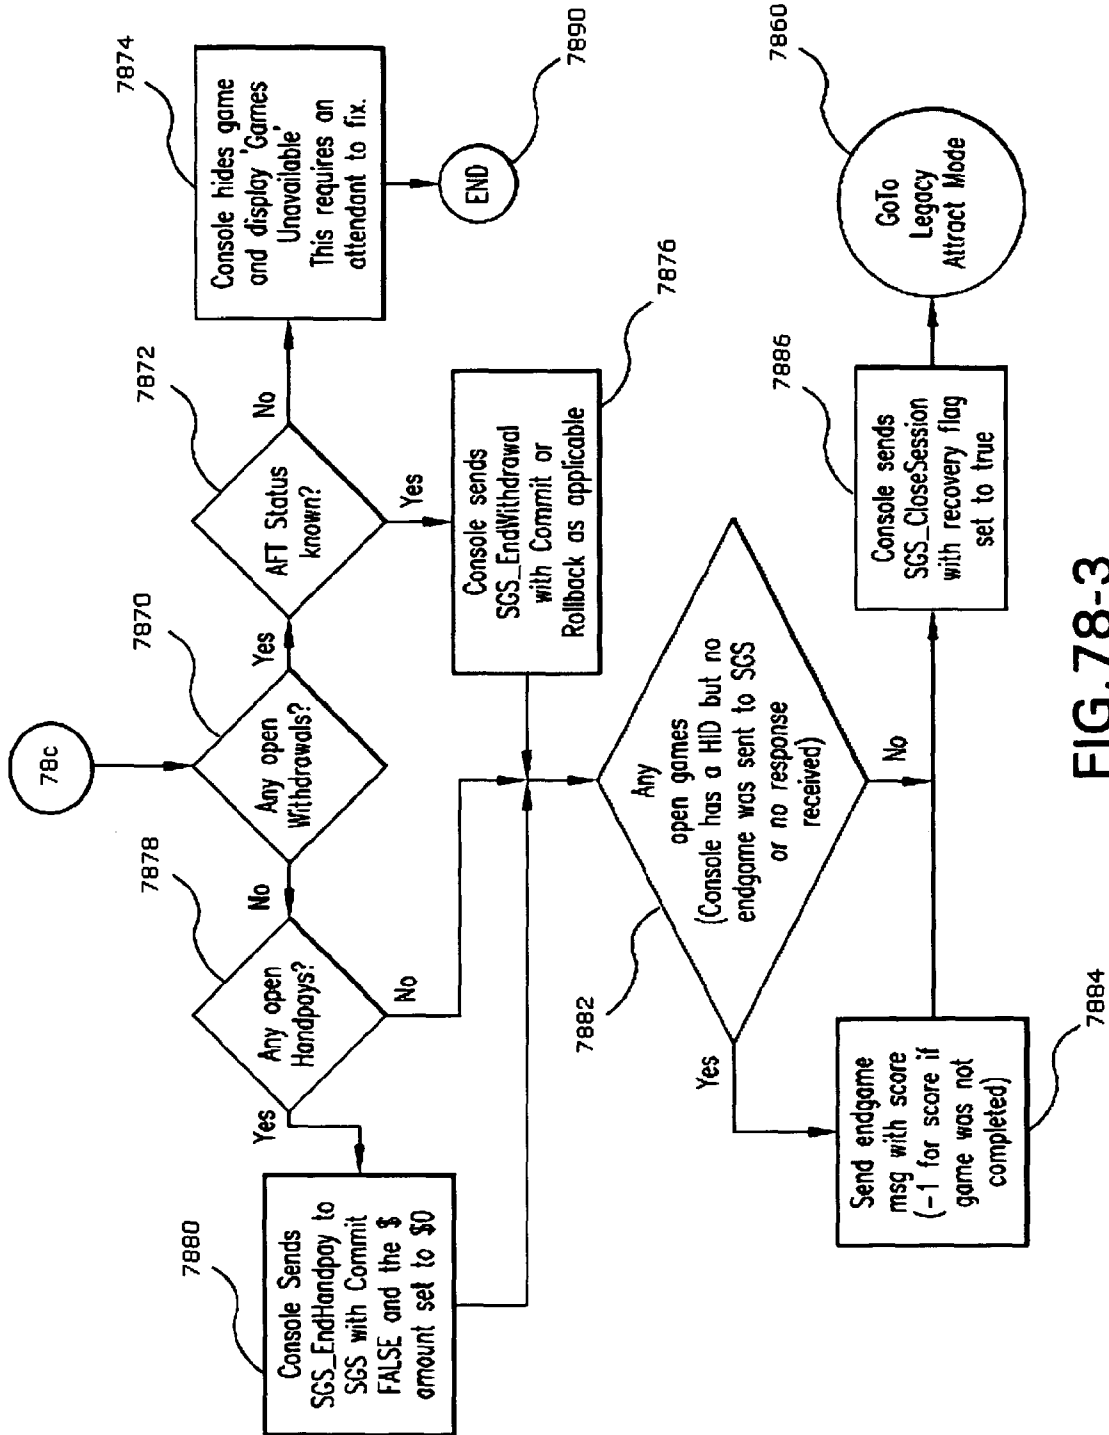 78c
7870
Any open
Withdrawals?
Yes
No
7872
AFT Status
known?
No
Yes
7874
Console hides game
and display 'Games
Unavailable'
This requires an
attendant to fix.
END
7890
7876
Console sends
SGS_EndWithdrawal
with Commit or
Rollback as applicable
7878
Any open
Handpays?
Yes
No
7880
Console Sends
SGS_EndHandpay to
SGS with Commit
FALSE and the $
amount set to $0
7882
Any
open games
(Console has a HID but no
endgame was sent to SGS
or no response
received)
Yes
No
7884
Send endgame
msg with score
(-1 for score if
game was not
completed)
7886
Console sends
SGS_CloseSession
with recovery flag
set to true
7860
GoTo
Legacy
Attract Mode
FIG.78-3